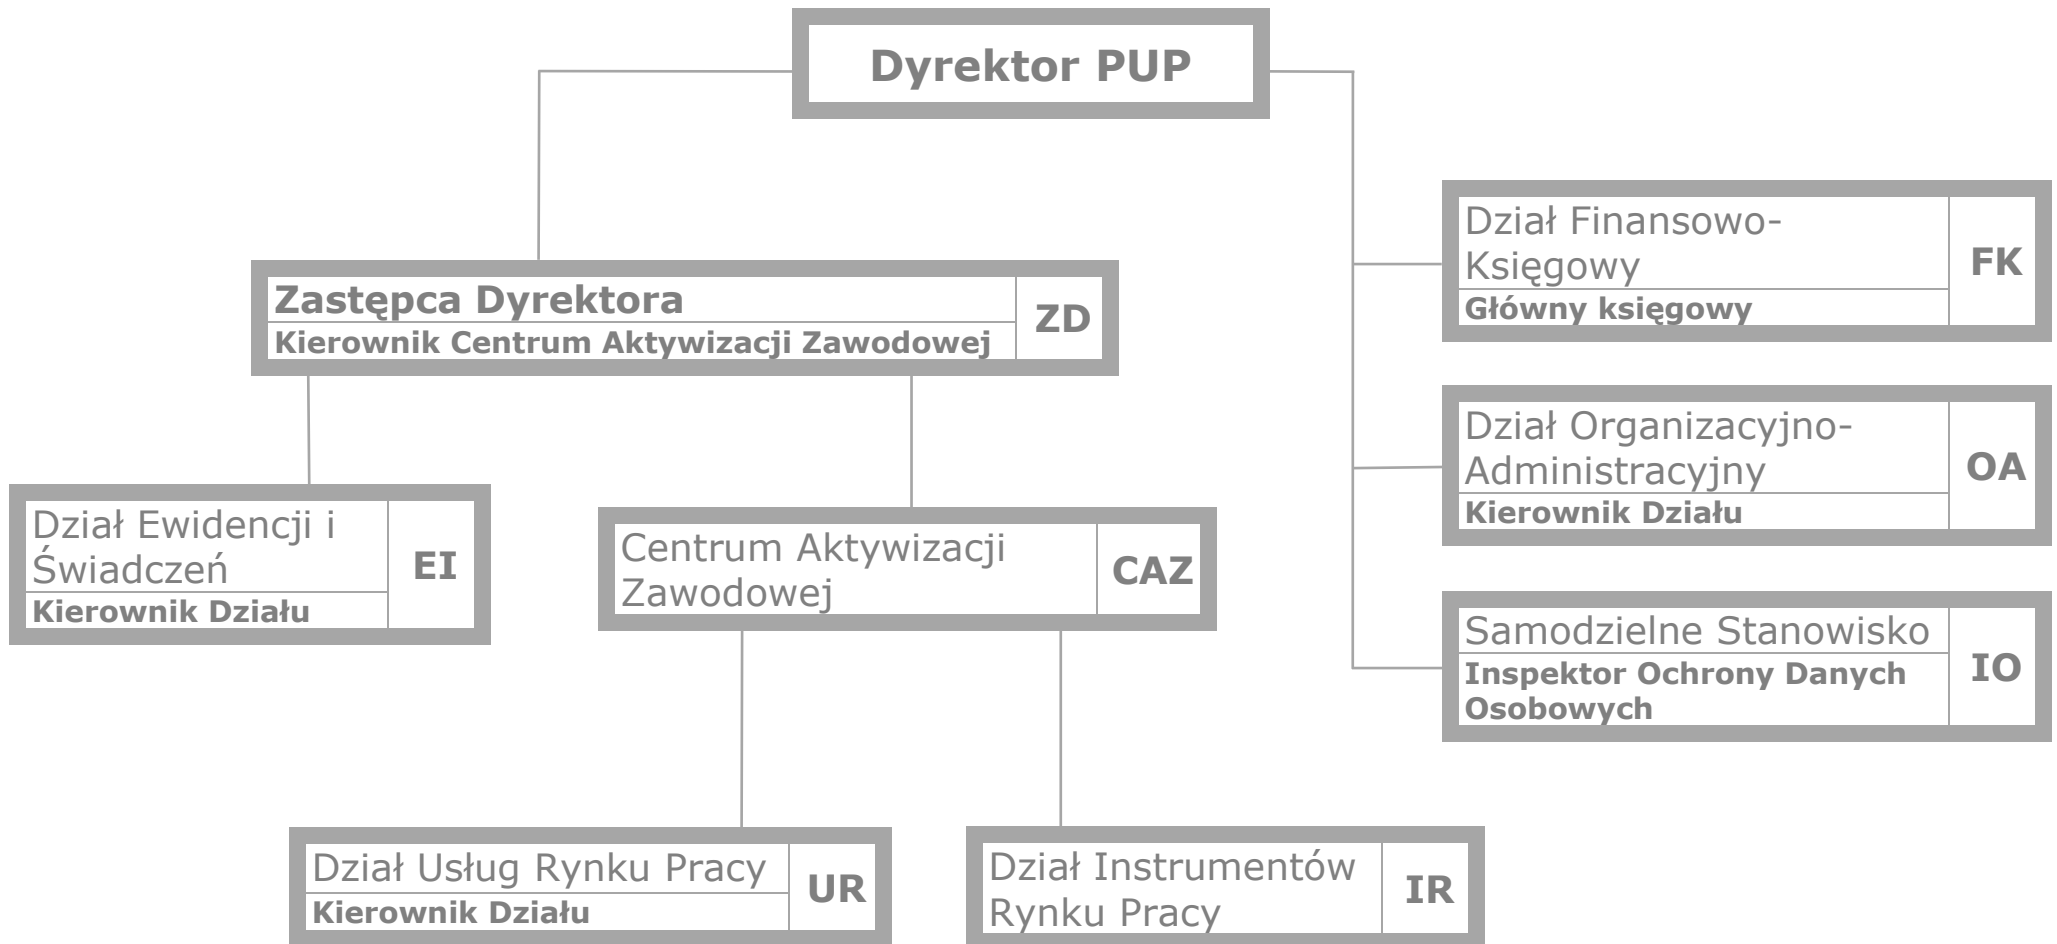 Dyrektor PUP
Dział Finansowo-
Księgowy
FK
Główny księgowy
Zastępca Dyrektora
ZD
Kierownik Centrum Aktywizacji Zawodowej
Dział Organizacyjno-
Administracyjny
OA
Kierownik Działu
Dział Ewidencji i
Świadczeń
EI
Kierownik Działu
Centrum Aktywizacji
Zawodowej
CAZ
Samodzielne Stanowisko
IO
Inspektor Ochrony Danych
Osobowych
Dział Usług Rynku Pracy
UR
Kierownik Działu
Dział Instrumentów
Rynku Pracy
IR